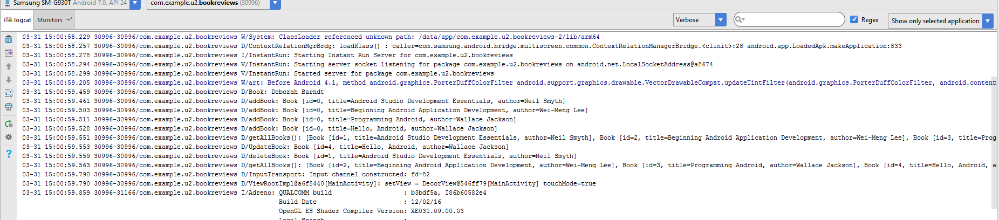 Samsung SM-G930T Android 7.0, API 24 com.example.u2.bookreviews (30996)
logcat Monitors Verbose Regex Show only selected application
03-31 15:00:58.229 30996-30996/com.example.u2.bookreviews W/System: ClassLoader referenced unknown path: /data/app/com.example.u2.bookreviews-2/lib/arm64
03-31 15:00:58.257 30996-30996/com.example.u2.bookreviews D/ContextRelationMgrBrdg: loadKlass() : caller=com.samsung.android.bridge.multiscreen.common.ContextRelationManagerBridge.<clinit>:28 android.app.LoadedApk.makeApplication:833
03-31 15:00:58.278 30996-30996/com.example.u2.bookreviews I/InstantRun: Starting Instant Run Server for com.example.u2.bookreviews
03-31 15:00:58.294 30996-30996/com.example.u2.bookreviews V/InstantRun: Starting server socket listening for package com.example.u2.bookreviews on android.net.LocalSocketAddress@a8674
03-31 15:00:58.299 30996-30996/com.example.u2.bookreviews V/InstantRun: Started server for package com.example.u2.bookreviews
03-31 15:00:59.205 30996-30996/com.example.u2.bookreviews W/art: Before Android 4.1, method android.graphics.PorterDuffColorFilter android.support.graphics.drawable.VectorDrawableCompat.updateTintFilter(android.graphics.PorterDuffColorFilter, android.content
03-31 15:00:59.459 30996-30996/com.example.u2.bookreviews D/Book: Deborah Barndt
03-31 15:00:59.461 30996-30996/com.example.u2.bookreviews D/addBook: Book [id=0, title=Android Studio Development Essentials, author=Neil Smyth]
03-31 15:00:59.503 30996-30996/com.example.u2.bookreviews D/addBook: Book [id=0, title=Beginning Android Application Development, author=Wei-Meng Lee]
03-31 15:00:59.511 30996-30996/com.example.u2.bookreviews D/addBook: Book [id=0, title=Programming Android, author=Wallace Jackson]
03-31 15:00:59.528 30996-30996/com.example.u2.bookreviews D/addBook: Book [id=0, title=Hello, Android, author=Wallace Jackson]
03-31 15:00:59.551 30996-30996/com.example.u2.bookreviews D/getAllBooks(): [Book [id=1, title=Android Studio Development Essentials, author=Neil Smyth], Book [id=2, title=Beginning Android Application Development, author=Wei-Meng Lee], Book [id=3, title=Prog
03-31 15:00:59.553 30996-30996/com.example.u2.bookreviews D/UpdateBook: Book [id=4, title=Hello, Android, author=Wallace Jackson]
03-31 15:00:59.559 30996-30996/com.example.u2.bookreviews D/deleteBook: Book [id=1, title=Android Studio Development Essentials, author=Neil Smyth]
03-31 15:00:59.563 30996-30996/com.example.u2.bookreviews D/getAllBooks(): [Book [id=2, title=Beginning Android Application Development, author=Wei-Meng Lee], Book [id=3, title=Programming Android, author=Wallace Jackson], Book [id=4, title=Hello, Android, a
03-31 15:00:59.790 30996-30996/com.example.u2.bookreviews D/InputTransport: Input channel constructed: fd=82
03-31 15:00:59.790 30996-30996/com.example.u2.bookreviews D/ViewRootImpl@a6f8440[MainActivity]: setView = DecorView@546ff79[MainActivity] touchMode=true
03-31 15:00:59.859 30996-31166/com.example.u2.bookreviews I/Adreno: QUALCOMM build : b3bdf5a, I86b60582e4
Build Date : 12/02/16
OpenGL ES Shader Compiler Version: XE031.09.00.03
Local Branch :